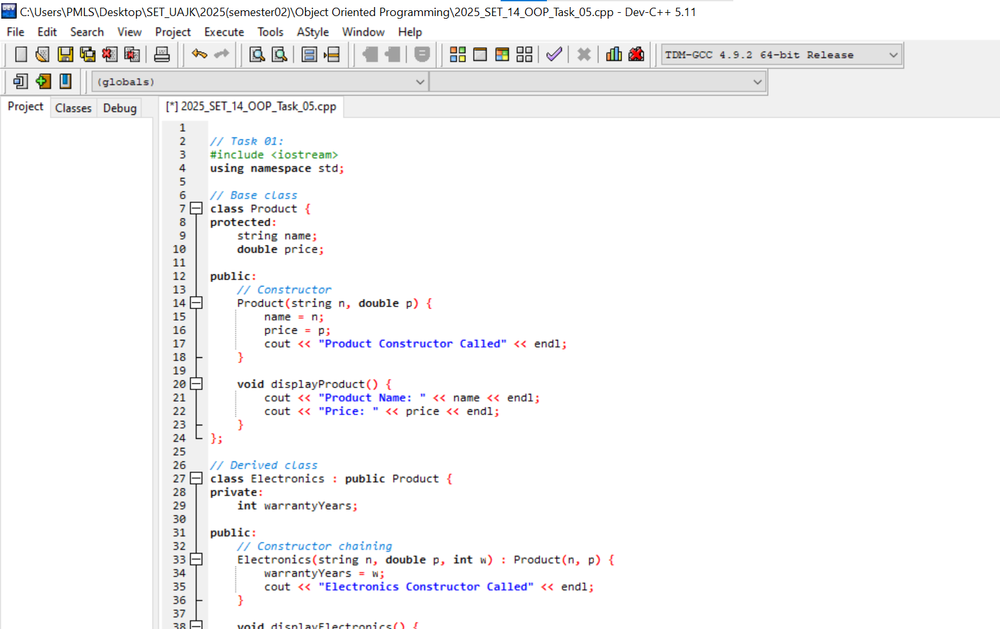 C:\Users\PMLS\Desktop\SET_UAJK\2025(semester02)\Object Oriented Programming\2025_SET_14_OOP_Task_05.cpp - Dev-C++ 5.11
File Edit Search View Project Execute Tools AStyle Window Help
TDM-GCC 4.9.2 64-bit Release
(globals)
Project Classes Debug [*] 2025_SET_14_OOP_Task_05.cpp
1
2 // Task 01:
3 #include <iostream>
4 using namespace std;
5
6 // Base class
7 class Product {
8 protected:
9     string name;
10     double price;
11
12 public:
13     // Constructor
14     Product(string n, double p) {
15         name = n;
16         price = p;
17         cout << "Product Constructor Called" << endl;
18     }
19
20     void displayProduct() {
21         cout << "Product Name: " << name << endl;
22         cout << "Price: " << price << endl;
23     }
24 };
25
26 // Derived class
27 class Electronics : public Product {
28 private:
29     int warrantyYears;
30
31 public:
32     // Constructor chaining
33     Electronics(string n, double p, int w) : Product(n, p) {
34         warrantyYears = w;
35         cout << "Electronics Constructor Called" << endl;
36     }
37
38     void displayElectronics() {